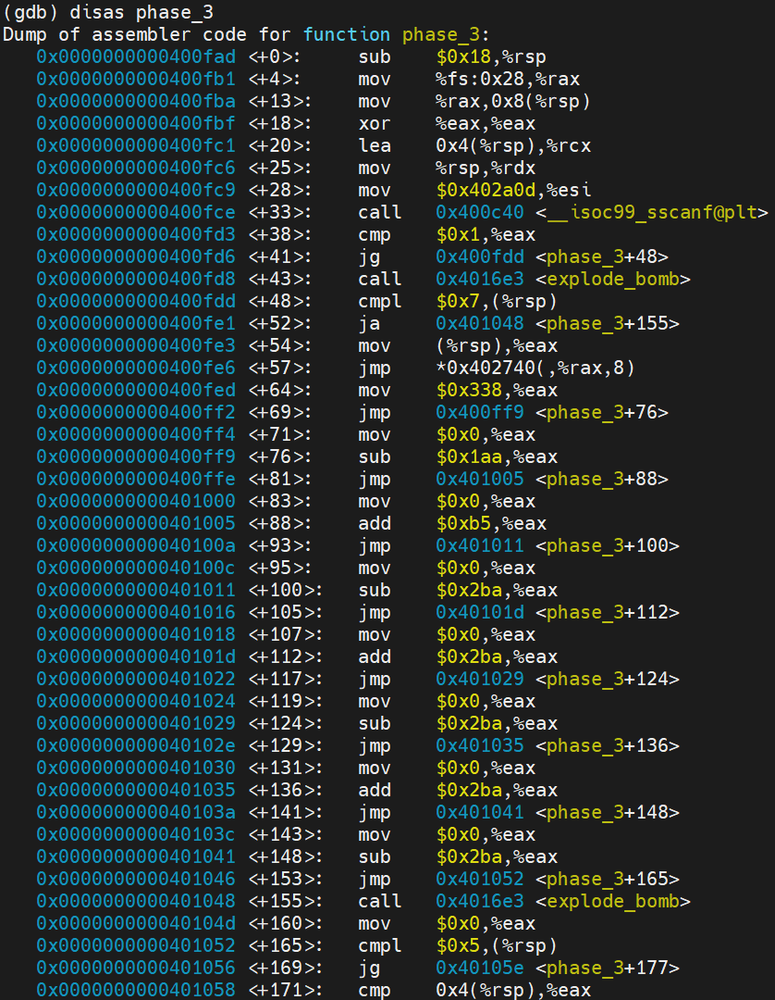 (gdb) disas phase_3
Dump of assembler code for function phase_3:
   0x0000000000400fad <+0>:     sub    $0x18,%rsp
   0x0000000000400fb1 <+4>:     mov    %fs:0x28,%rax
   0x0000000000400fba <+13>:    mov    %rax,0x8(%rsp)
   0x0000000000400fbf <+18>:    xor    %eax,%eax
   0x0000000000400fc1 <+20>:    lea    0x4(%rsp),%rcx
   0x0000000000400fc6 <+25>:    mov    %rsp,%rdx
   0x0000000000400fc9 <+28>:    mov    $0x402a0d,%esi
   0x0000000000400fce <+33>:    call   0x400c40 <__isoc99_sscanf@plt>
   0x0000000000400fd3 <+38>:    cmp    $0x1,%eax
   0x0000000000400fd6 <+41>:    jg     0x400fdd <phase_3+48>
   0x0000000000400fd8 <+43>:    call   0x4016e3 <explode_bomb>
   0x0000000000400fdd <+48>:    cmpl   $0x7,(%rsp)
   0x0000000000400fe1 <+52>:    ja     0x401048 <phase_3+155>
   0x0000000000400fe3 <+54>:    mov    (%rsp),%eax
   0x0000000000400fe6 <+57>:    jmp    *0x402740(,%rax,8)
   0x0000000000400fed <+64>:    mov    $0x338,%eax
   0x0000000000400ff2 <+69>:    jmp    0x400ff9 <phase_3+76>
   0x0000000000400ff4 <+71>:    mov    $0x0,%eax
   0x0000000000400ff9 <+76>:    sub    $0x1aa,%eax
   0x0000000000400ffe <+81>:    jmp    0x401005 <phase_3+88>
   0x0000000000401000 <+83>:    mov    $0x0,%eax
   0x0000000000401005 <+88>:    add    $0xb5,%eax
   0x000000000040100a <+93>:    jmp    0x401011 <phase_3+100>
   0x000000000040100c <+95>:    mov    $0x0,%eax
   0x0000000000401011 <+100>:   sub    $0x2ba,%eax
   0x0000000000401016 <+105>:   jmp    0x40101d <phase_3+112>
   0x0000000000401018 <+107>:   mov    $0x0,%eax
   0x000000000040101d <+112>:   add    $0x2ba,%eax
   0x0000000000401022 <+117>:   jmp    0x401029 <phase_3+124>
   0x0000000000401024 <+119>:   mov    $0x0,%eax
   0x0000000000401029 <+124>:   sub    $0x2ba,%eax
   0x000000000040102e <+129>:   jmp    0x401035 <phase_3+136>
   0x0000000000401030 <+131>:   mov    $0x0,%eax
   0x0000000000401035 <+136>:   add    $0x2ba,%eax
   0x000000000040103a <+141>:   jmp    0x401041 <phase_3+148>
   0x000000000040103c <+143>:   mov    $0x0,%eax
   0x0000000000401041 <+148>:   sub    $0x2ba,%eax
   0x0000000000401046 <+153>:   jmp    0x401052 <phase_3+165>
   0x0000000000401048 <+155>:   call   0x4016e3 <explode_bomb>
   0x000000000040104d <+160>:   mov    $0x0,%eax
   0x0000000000401052 <+165>:   cmpl   $0x5,(%rsp)
   0x0000000000401056 <+169>:   jg     0x40105e <phase_3+177>
   0x0000000000401058 <+171>:   cmp    0x4(%rsp),%eax